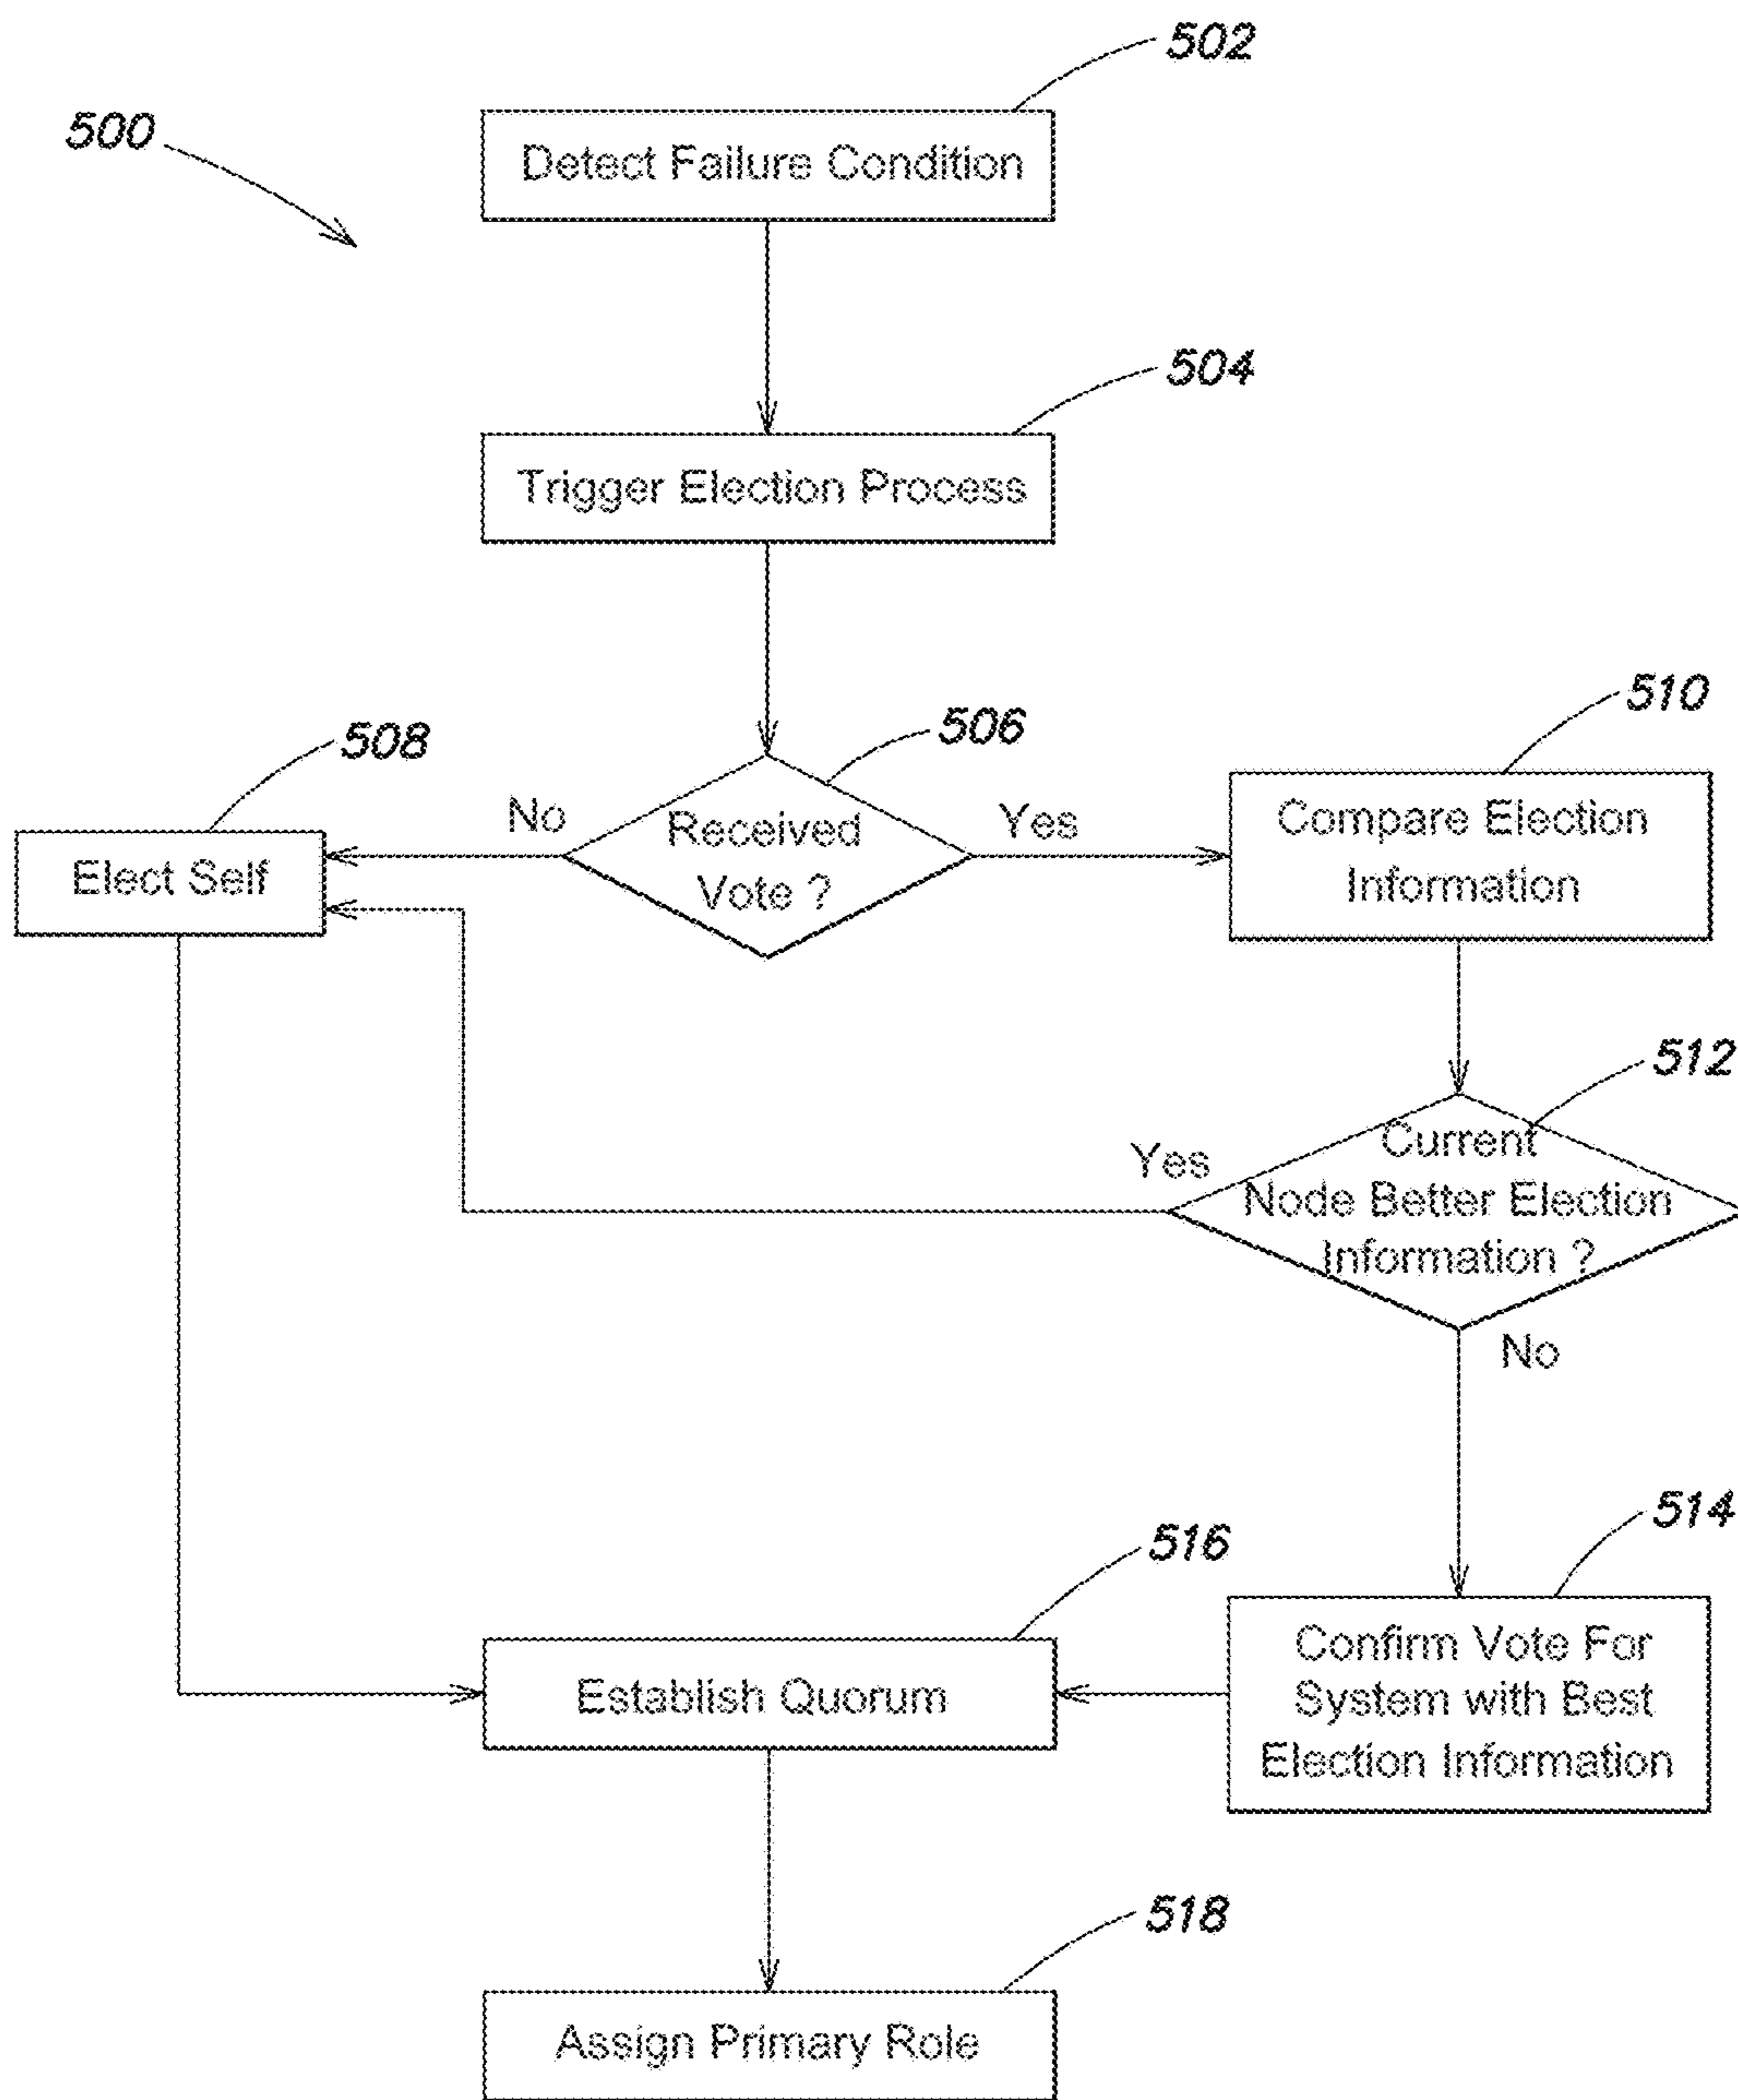 502
500
Detect Failure Condition
504
Trigger Election Process
506
Received
Vote ?
No
Yes
508
Elect Self
510
Compare Election
Information
512
Current
Node Better Election
Information ?
Yes
No
514
Confirm Vote For
System with Best
Election Information
516
Establish Quorum
518
Assign Primary Role